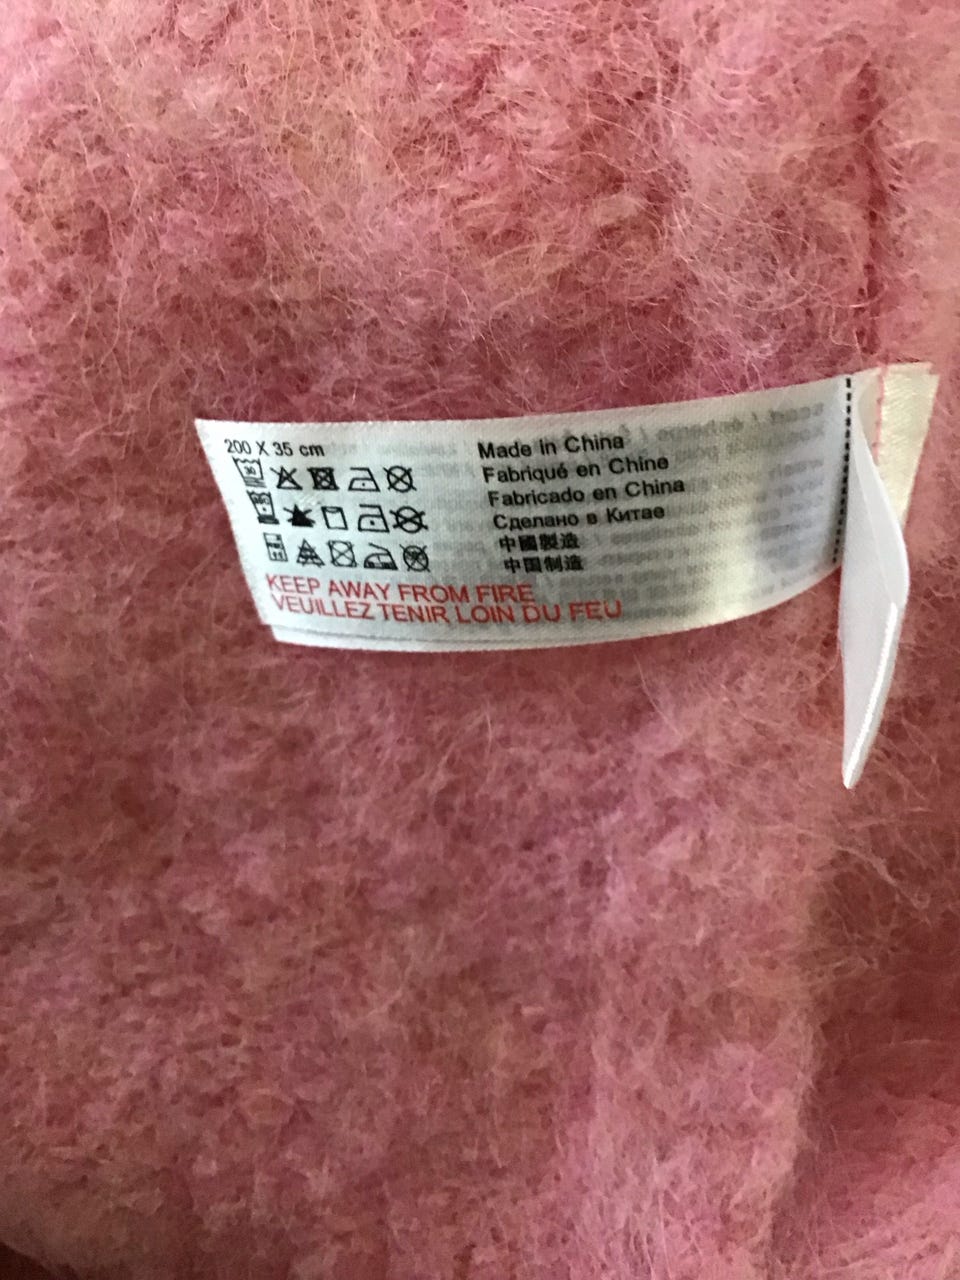 200 X 35 cm
30
Made in China
Fabriqué en Chine
Fabricado en China
Сделано в Китае
中國製造
中国制造
KEEP AWAY FROM FIRE
VEUILLEZ TENIR LOIN DU FEU